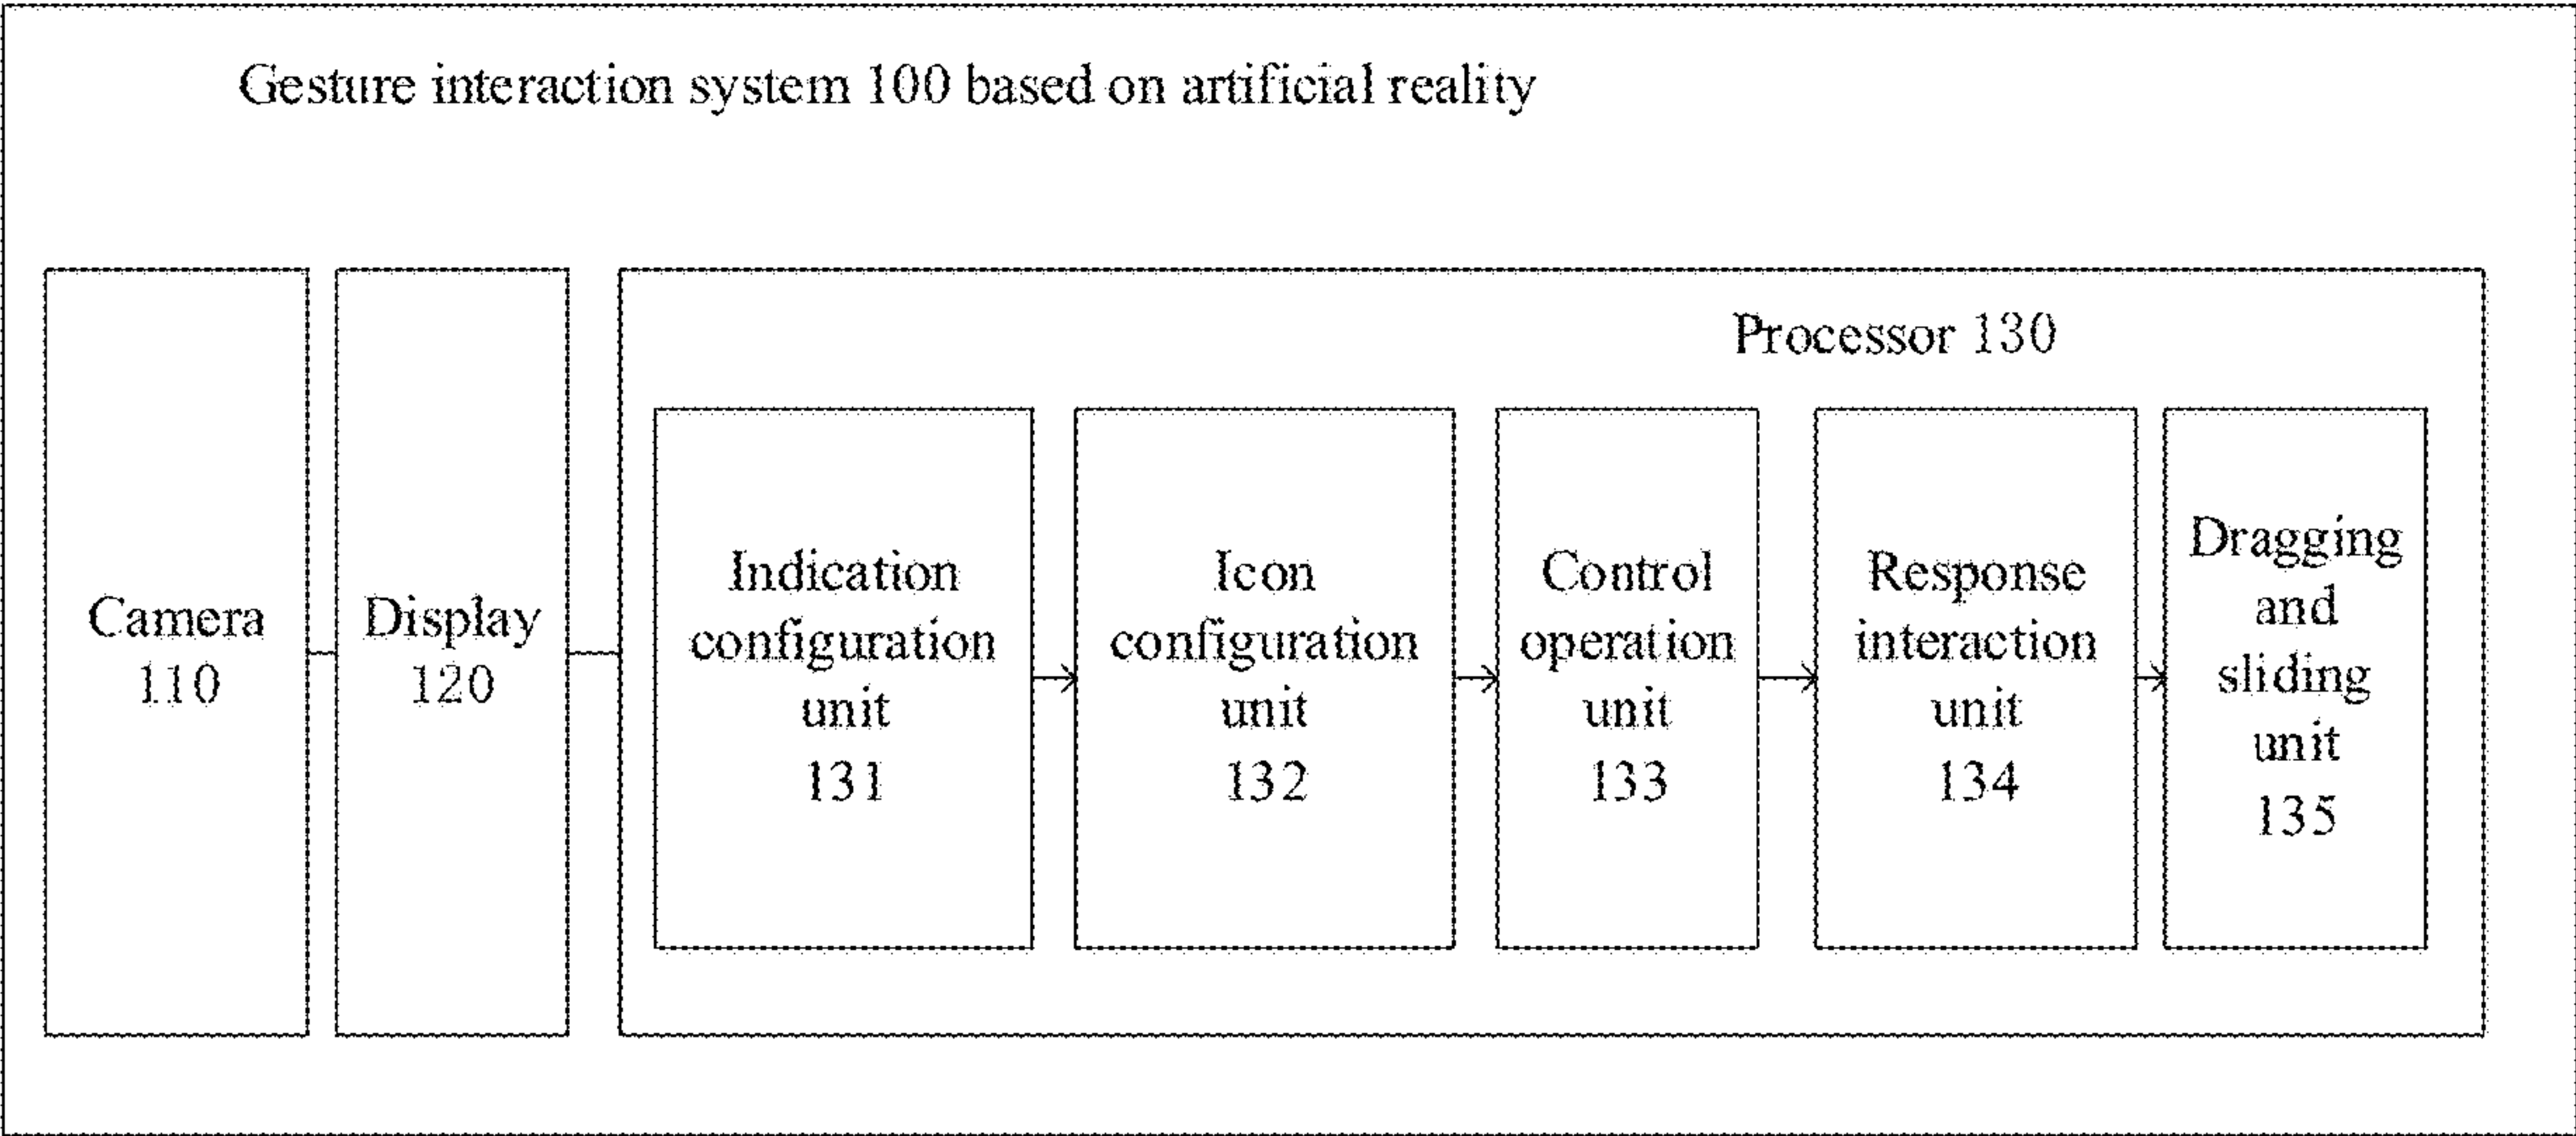 Gesture interaction system 100 based on artificial reality
Processor 130
Camera
110
Display
120
Indication
configuration
unit
131
Icon
configuration
unit
132
Control
operation
unit
133
Response
interaction
unit
134
Dragging
and
sliding
unit
135